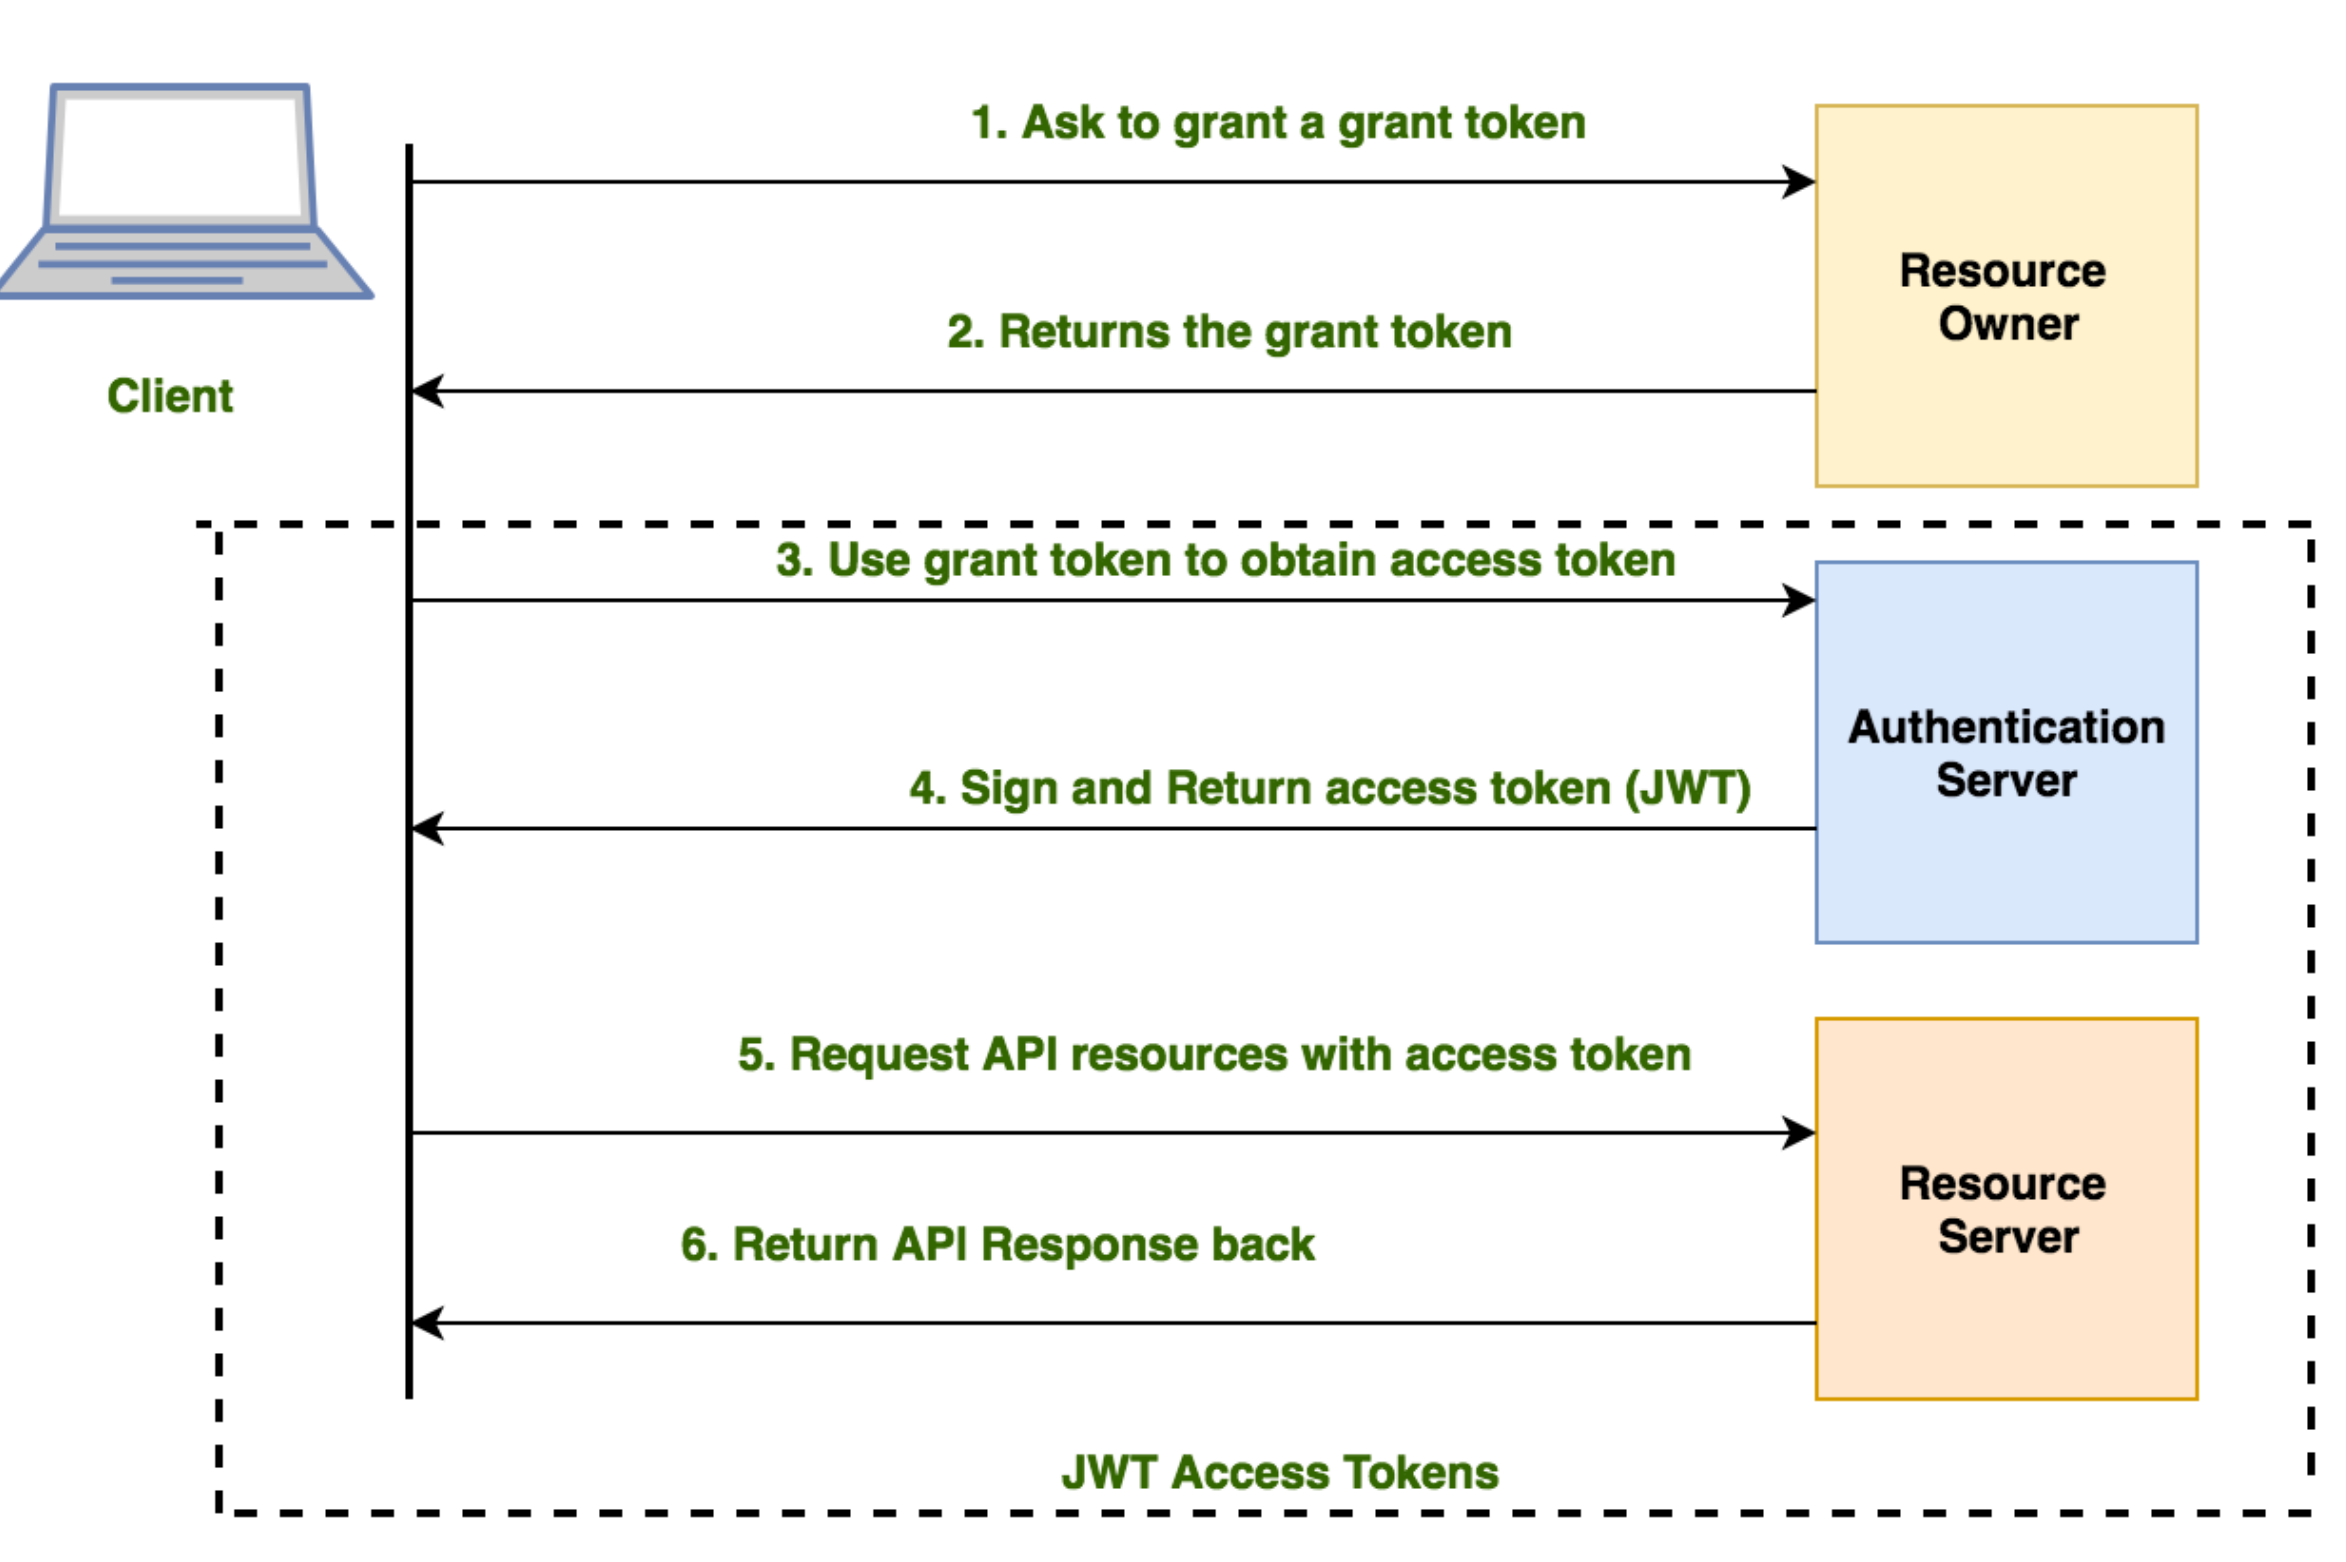 1. Ask to grant a grant token
Resource
Owner
2. Returns the grant token
Client
3. Use grant token to obtain access token
Authentication
Server
4. Sign and Return access token (JWT)
5. Request API resources with access token
Resource
Server
6. Return API Response back
JWT Access Tokens